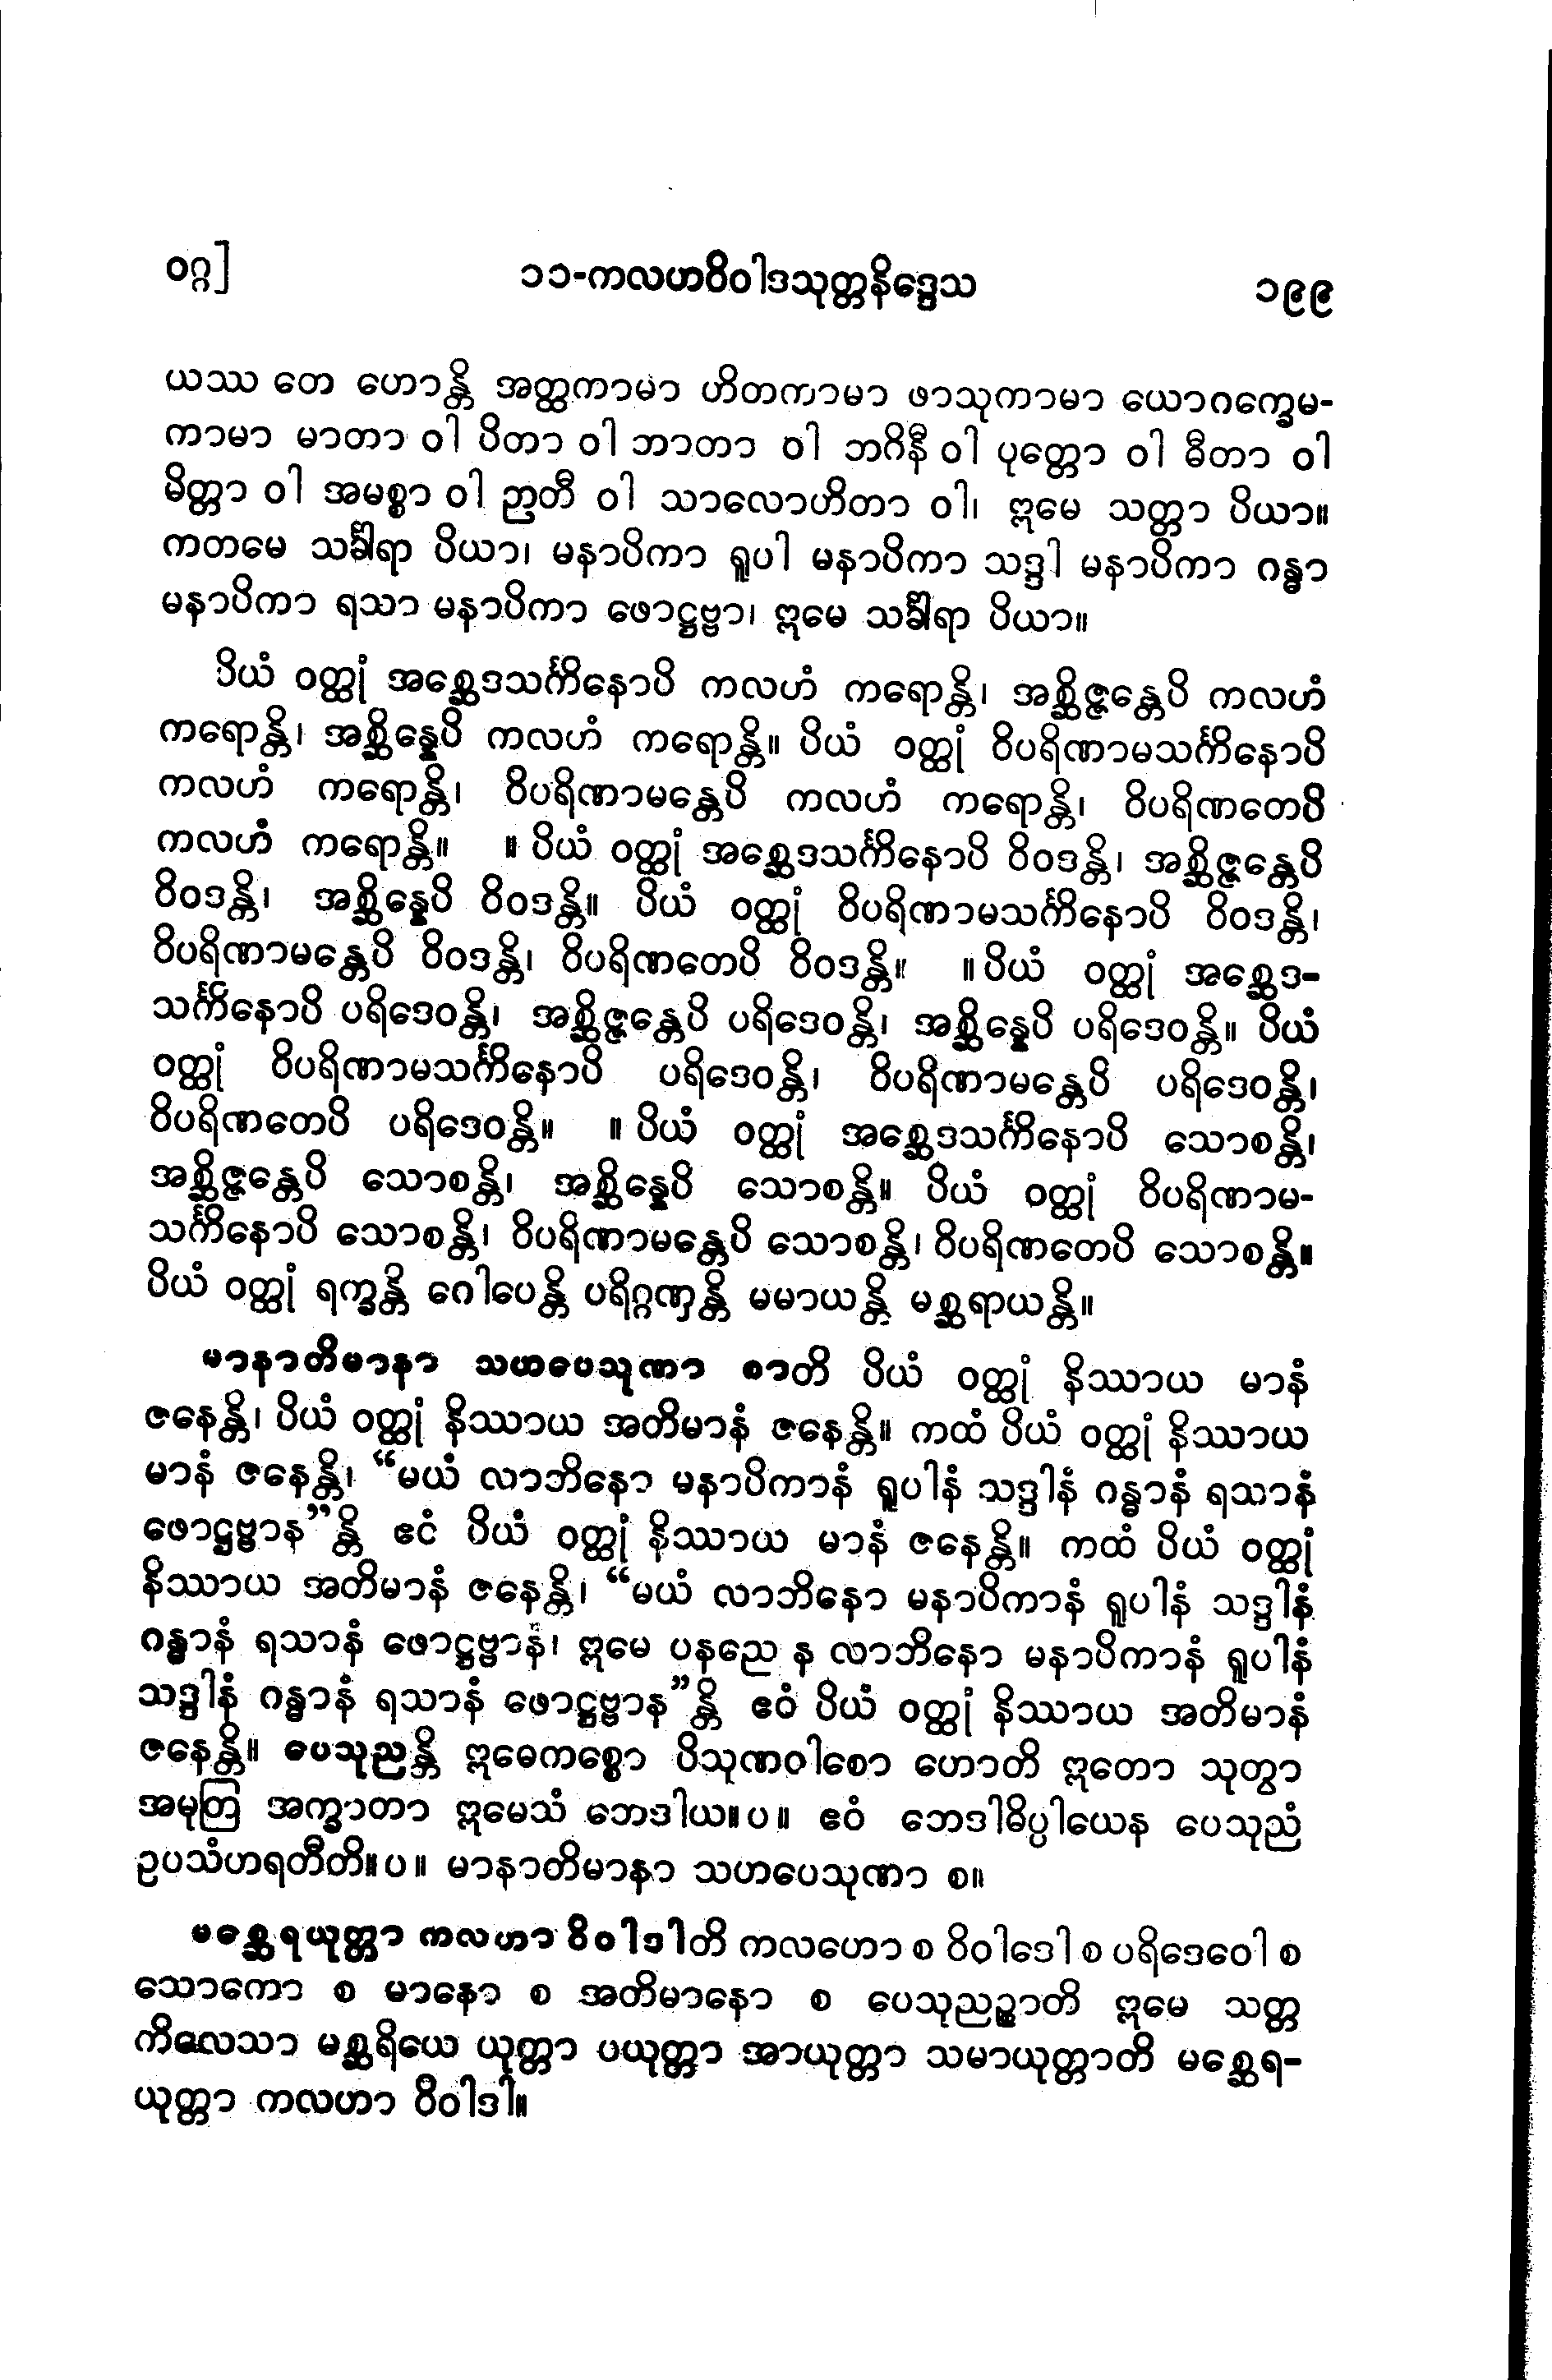 ဝဂ္ဂ]
၁၁-ကလဟဝိဝါဒသုတ္တနိဒ္ဒေသ
၁၉၉
ယဿ တေ ဟောန္တိ အတ္ထကာမာ ဟိတကာမာ ဖာသုကာမာ ယောဂက္ခေမ-
ကာမာ မာတာ ဝါ ပိတာ ဝါ ဘာတာ ဝါ ဘဂိနီ ဝါ ပုတ္တော ဝါ ဓီတာ ဝါ
မိတ္တာ ဝါ အမစ္စာ ဝါ ဉာတီ ဝါ သာလောဟိတာ ဝါ၊ ဣမေ သတ္တာ ပိယာ။
ကတမေ သင်္ခါရာ ပိယာ၊ မနာပိကာ ရူပါ မနာပိကာ သဒ္ဒါ မနာပိကာ ဂန္ဓာ
မနာပိကာ ရသာ မနာပိကာ ဖောဋ္ဌဗ္ဗာ၊ ဣမေ သင်္ခါရာ ပိယာ။
ပိယံ ဝတ္ထုံ အစ္ဆေဒသင်္ကိနောပိ ကလဟံ ကရောန္တိ၊ အစ္ဆိဇ္ဇန္တေပိ ကလဟံ
ကရောန္တိ၊ အစ္ဆိန္နေပိ ကလဟံ ကရောန္တိ။ ပိယံ ဝတ္ထုံ ဝိပရိဏာမသင်္ကိနောပိ
ကလဟံ ကရောန္တိ၊ ဝိပရိဏာမန္တေပိ ကလဟံ ကရောန္တိ၊ ဝိပရိဏတေပိ
ကလဟံ ကရောန္တိ။ ။ ပိယံ ဝတ္ထုံ အစ္ဆေဒသင်္ကိနောပိ ဝိဝဒန္တိ၊ အစ္ဆိဇ္ဇန္တေပိ
ဝိဝဒန္တိ၊ အစ္ဆိန္နေပိ ဝိဝဒန္တိ။ ပိယံ ဝတ္ထုံ ဝိပရိဏာမသင်္ကိနောပိ ဝိဝဒန္တိ၊
ဝိပရိဏာမန္တေပိ ဝိဝဒန္တိ၊ ဝိပရိဏတေပိ ဝိဝဒန္တိ။ ။ ပိယံ ဝတ္ထုံ အစ္ဆေဒ-
သင်္ကိနောပိ ပရိဒေဝန္တိ၊ အစ္ဆိဇ္ဇန္တေပိ ပရိဒေဝန္တိ၊ အစ္ဆိန္နေပိ ပရိဒေဝန္တိ။ ပိယံ
ဝတ္ထုံ ဝိပရိဏာမသင်္ကိနောပိ ပရိဒေဝန္တိ၊ ဝိပရိဏာမန္တေပိ ပရိဒေဝန္တိ၊
ဝိပရိဏတေပိ ပရိဒေဝန္တိ။ ။ ပိယံ ဝတ္ထုံ အစ္ဆေဒသင်္ကိနောပိ သောစန္တိ၊
အစ္ဆိဇ္ဇန္တေပိ သောစန္တိ၊ အစ္ဆိန္နေပိ သောစန္တိ။ ပိယံ ဝတ္ထုံ ဝိပရိဏာမ-
သင်္ကိနောပိ သောစန္တိ၊ ဝိပရိဏာမန္တေပိ သောစန္တိ၊ ဝိပရိဏတေပိ သောစန္တိ။
ပိယံ ဝတ္ထုံ ရက္ခန္တိ ဂေါပေန္တိ ပရိဂ္ဂဏှန္တိ မမာယန္တိ မစ္ဆရာယန္တိ။
မာနာတိမာနာ သဟပေသုဏာ စာတိ ပိယံ ဝတ္ထုံ နိဿာယ မာနံ
ဇနေန္တိ၊ ပိယံ ဝတ္ထုံ နိဿာယ အတိမာနံ ဇနေန္တိ။ ကထံ ပိယံ ဝတ္ထုံ နိဿာယ
မာနံ ဇနေန္တိ၊ “မယံ လာဘိနော မနာပိကာနံ ရူပါနံ သဒ္ဒါနံ ဂန္ဓာနံ ရသာနံ
ဖောဋ္ဌဗ္ဗာန”န္တိ ဧဝံ ပိယံ ဝတ္ထုံ နိဿာယ မာနံ ဇနေန္တိ။ ကထံ ပိယံ ဝတ္ထုံ
နိဿာယ အတိမာနံ ဇနေန္တိ၊ “မယံ လာဘိနော မနာပိကာနံ ရူပါနံ သဒ္ဒါနံ
ဂန္ဓာနံ ရသာနံ ဖောဋ္ဌဗ္ဗာနံ၊ ဣမေ ပနညေ န လာဘိနော မနာပိကာနံ ရူပါနံ
သဒ္ဒါနံ ဂန္ဓာနံ ရသာနံ ဖောဋ္ဌဗ္ဗာန”န္တိ ဧဝံ ပိယံ ဝတ္ထုံ နိဿာယ အတိမာနံ
ဇနေန္တိ။ ပေသုညန္တိ ဣဓေကစ္စော ပိသုဏဝါစော ဟောတိ ဣတော သုတွာ
အမုတြ အက္ခာတာ ဣမေသံ ဘေဒါယ။ပ။ ဧဝံ ဘေဒါဓိပ္ပါယေန ပေသုညံ
ဥပသံဟရတီတိ။ပ။ မာနာတိမာနာ သဟပေသုဏာ စ။
မစ္ဆေရယုတ္တာ ကလဟာ ဝိဝါဒါတိ ကလဟော စ ဝိဝါဒေါ စ ပရိဒေဝေါ စ
သောကော စ မာနော စ အတိမာနော စ ပေသုညဉ္စာတိ ဣမေ သတ္တ
ကိလေသာ မစ္ဆရိယေ ယုတ္တာ ပယုတ္တာ အာယုတ္တာ သမာယုတ္တာတိ မစ္ဆေရ-
ယုတ္တာ ကလဟာ ဝိဝါဒါ။